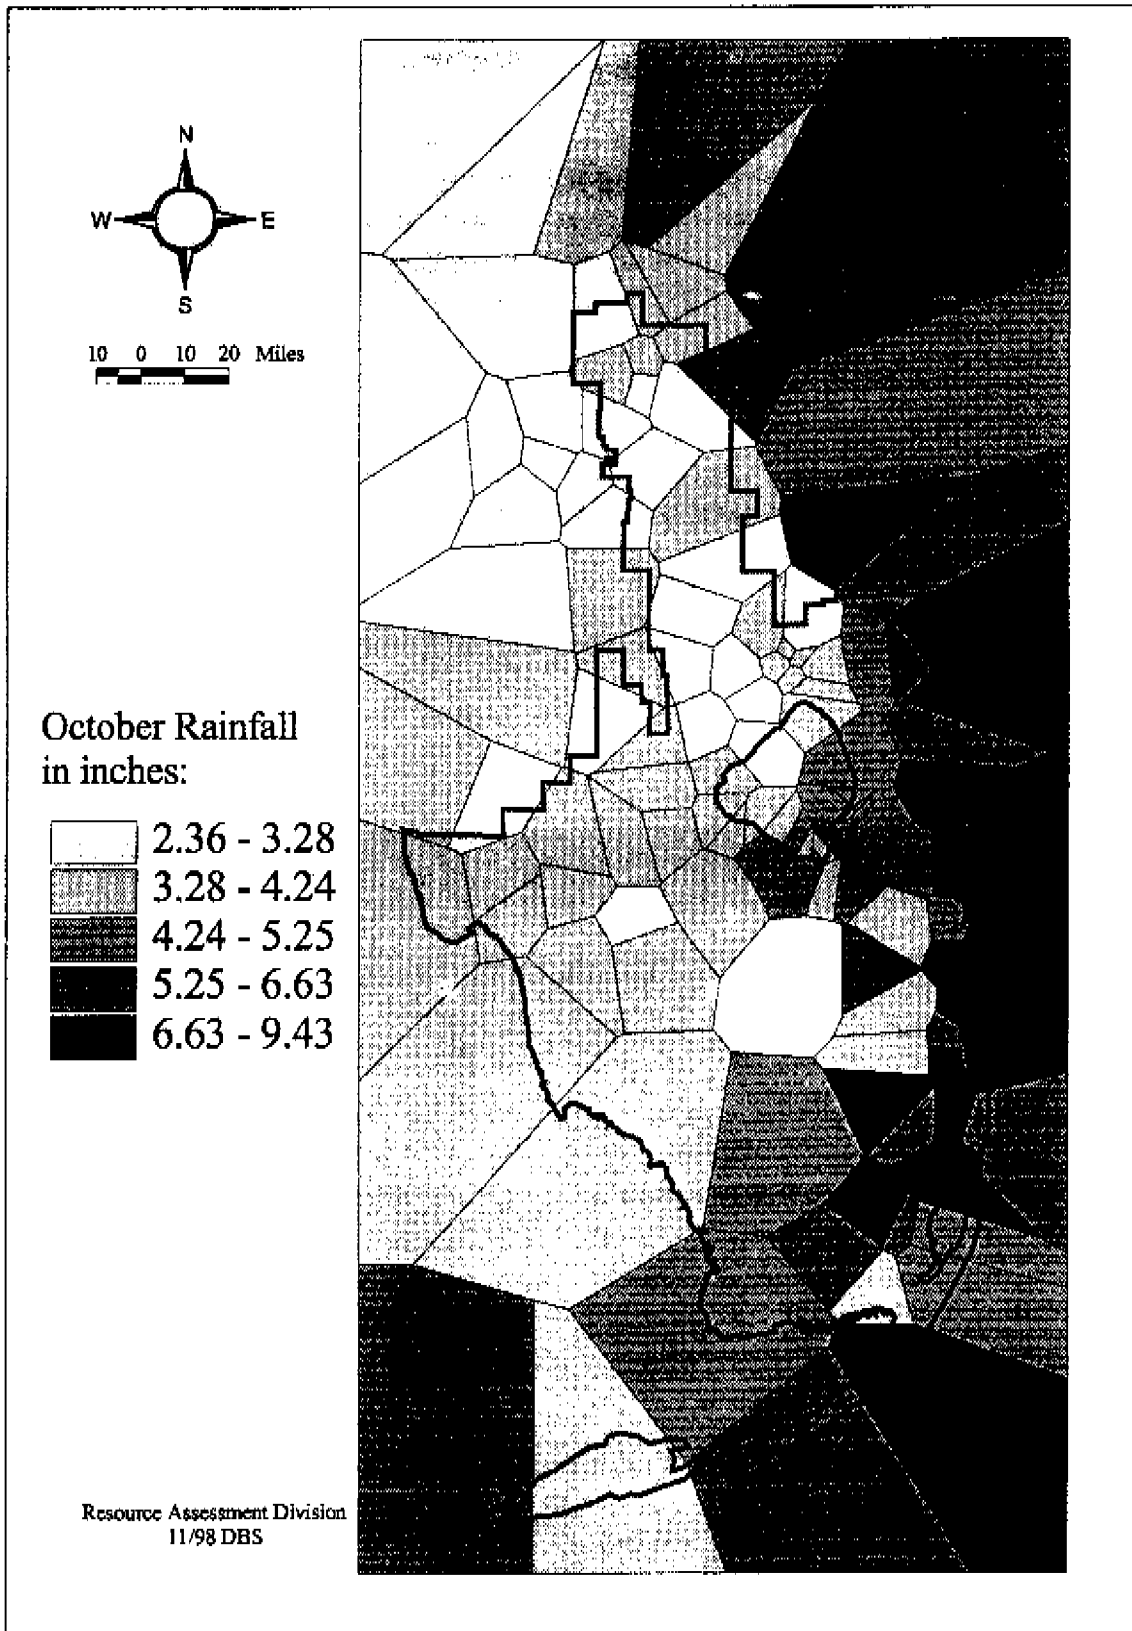 N
W E
S
10 0 10 20 Miles
October Rainfall
in inches:
2.36 - 3.28
3.28 - 4.24
4.24 - 5.25
5.25 - 6.63
6.63 - 9.43
Resource Assessment Division
11/98 DBS